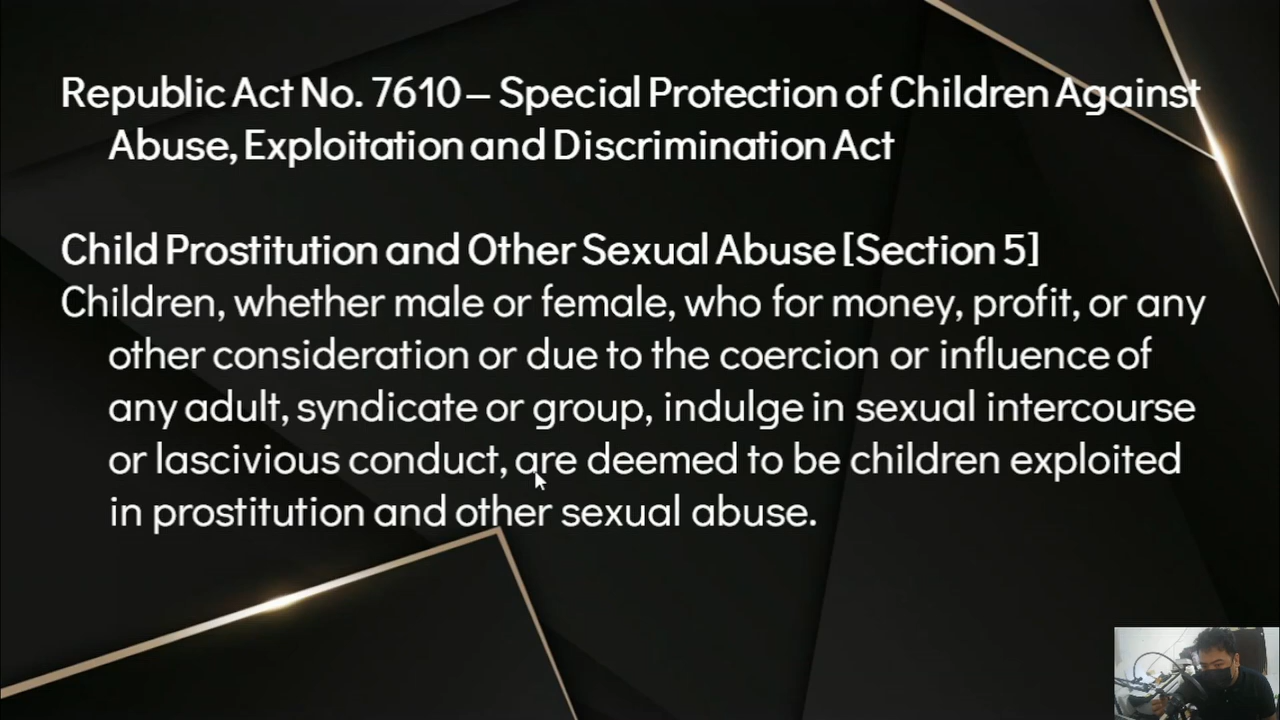 Republic Act No. 7610 – Special Protection of Children Against
Abuse, Exploitation and Discrimination Act
Child Prostitution and Other Sexual Abuse [Section 5]
Children, whether male or female, who for money, profit, or any
other consideration or due to the coercion or influence of
any adult, syndicate or group, indulge in sexual intercourse
or lascivious conduct, are deemed to be children exploited
in prostitution and other sexual abuse.